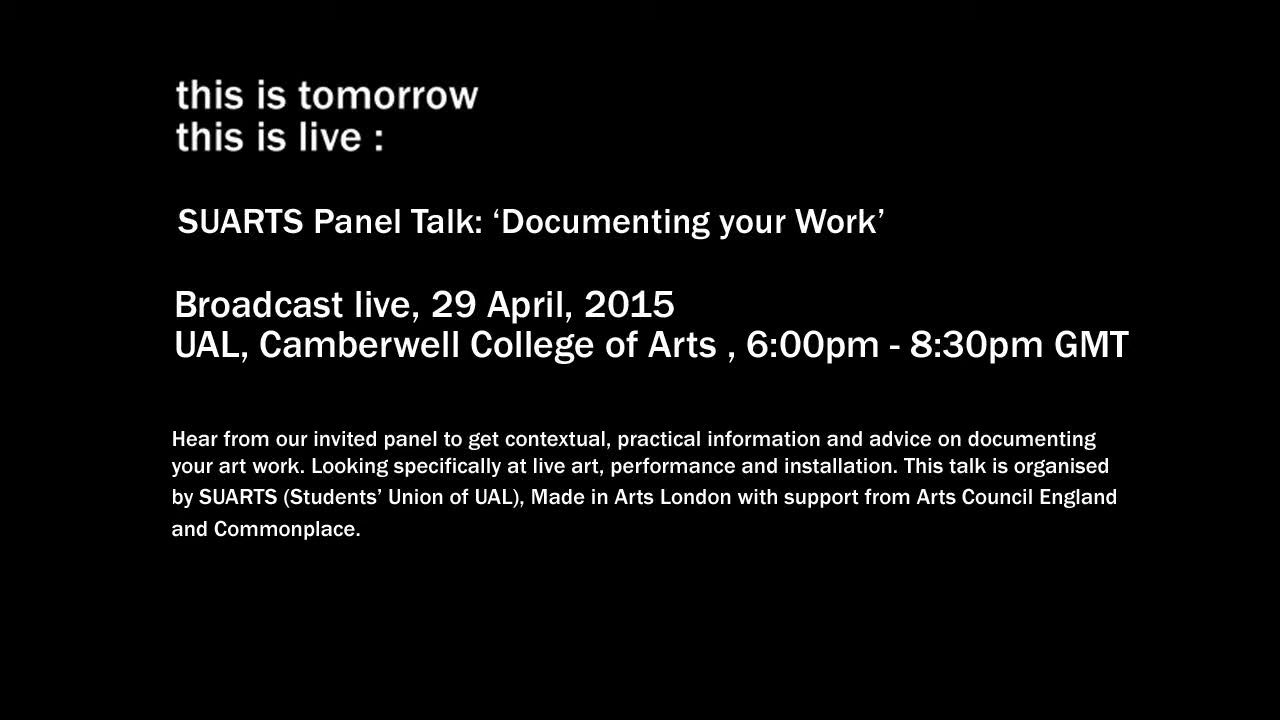 this is tomorrow
this is live :
SUARTS Panel Talk: ‘Documenting your Work’
Broadcast live, 29 April, 2015
UAL, Camberwell College of Arts , 6:00pm - 8:30pm GMT
Hear from our invited panel to get contextual, practical information and advice on documenting
your art work. Looking specifically at live art, performance and installation. This talk is organised
by SUARTS (Students’ Union of UAL), Made in Arts London with support from Arts Council England
and Commonplace.